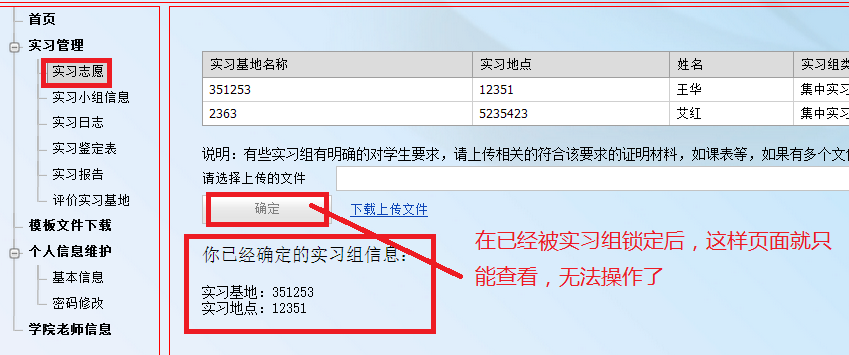 首页
实习管理
实习志愿
实习小组信息
实习日志
实习鉴定表
实习报告
评价实习基地
模板文件下载
个人信息维护
基本信息
密码修改
学院老师信息
实习基地名称 实习地点 姓名 实习组类
351253 12351 王华 集中实习
2363 5235423 艾红 集中实习
说明：有些实习组有明确的对学生要求，请上传相关的符合该要求的证明材料，如课表等，如果有多个文件
请选择上传的文件
确定 下载上传文件
你已经确定的实习组信息：
实习基地：351253
实习地点：12351
在已经被实习组锁定后，这样页面就只
能查看，无法操作了